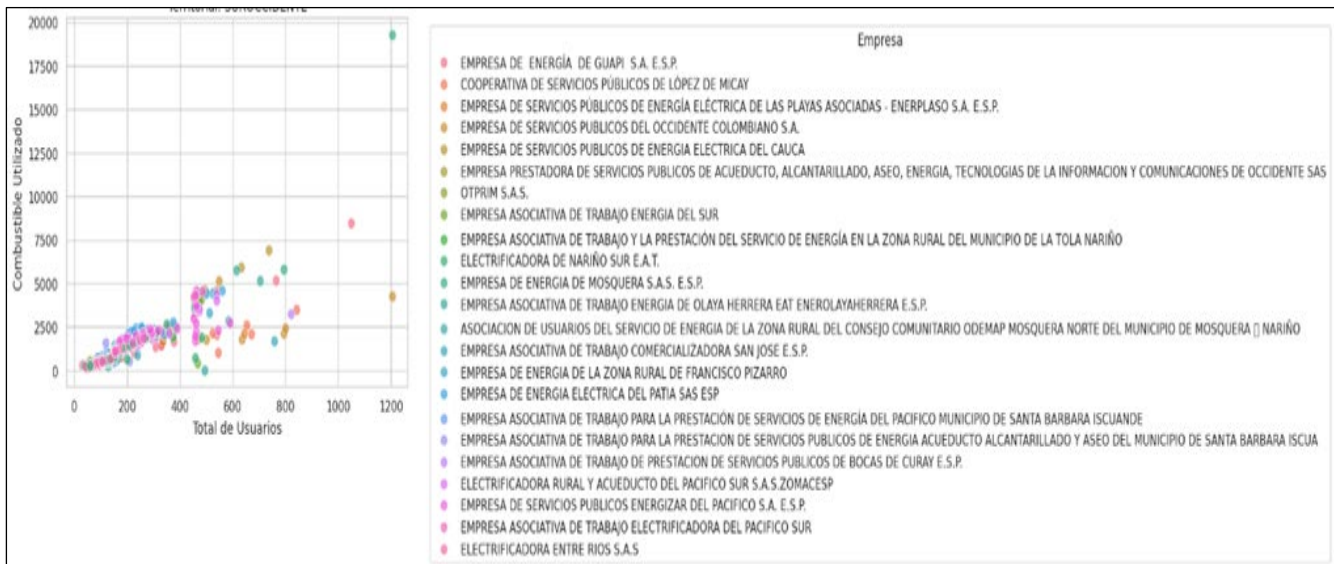 Territorial: SUROCCIDENTE
20000
17500
15000
12500
10000
7500
5000
2500
0
Combustible Utilizado
0 200 400 600 800 1000 1200
Total de Usuarios
Empresa
EMPRESA DE ENERGÍA DE GUAPI S.A. E.S.P.
COOPERATIVA DE SERVICIOS PÚBLICOS DE LÓPEZ DE MICAY
EMPRESA DE SERVICIOS PÚBLICOS DE ENERGÍA ELÉCTRICA DE LAS PLAYAS ASOCIADAS - ENERPLASO S.A. E.S.P.
EMPRESA DE SERVICIOS PUBLICOS DEL OCCIDENTE COLOMBIANO S.A.
EMPRESA DE SERVICIOS PUBLICOS DE ENERGIA ELECTRICA DEL CAUCA
EMPRESA PRESTADORA DE SERVICIOS PUBLICOS DE ACUEDUCTO, ALCANTARILLADO, ASEO, ENERGIA, TECNOLOGIAS DE LA INFORMACION Y COMUNICACIONES DE OCCIDENTE SAS
OTPRIM S.A.S.
EMPRESA ASOCIATIVA DE TRABAJO ENERGIA DEL SUR
EMPRESA ASOCIATIVA DE TRABAJO Y LA PRESTACIÓN DEL SERVICIO DE ENERGÍA EN LA ZONA RURAL DEL MUNICIPIO DE LA TOLA NARIÑO
ELECTRIFICADORA DE NARIÑO SUR E.A.T.
EMPRESA DE ENERGIA DE MOSQUERA S.A.S. E.S.P.
EMPRESA ASOCIATIVA DE TRABAJO ENERGIA DE OLAYA HERRERA EAT ENEROLAYAHERRERA E.S.P.
ASOCIACION DE USUARIOS DEL SERVICIO DE ENERGIA DE LA ZONA RURAL DEL CONSEJO COMUNITARIO ODEMAP MOSQUERA NORTE DEL MUNICIPIO DE MOSQUERA ▯ NARIÑO
EMPRESA ASOCIATIVA DE TRABAJO COMERCIALIZADORA SAN JOSE E.S.P.
EMPRESA DE ENERGIA DE LA ZONA RURAL DE FRANCISCO PIZARRO
EMPRESA DE ENERGIA ELECTRICA DEL PATIA SAS ESP
EMPRESA ASOCIATIVA DE TRABAJO PARA LA PRESTACIÓN DE SERVICIOS DE ENERGÍA DEL PACIFICO MUNICIPIO DE SANTA BARBARA ISCUANDE
EMPRESA ASOCIATIVA DE TRABAJO PARA LA PRESTACION DE SERVICIOS PUBLICOS DE ENERGIA ACUEDUCTO ALCANTARILLADO Y ASEO DEL MUNICIPIO DE SANTA BARBARA ISCUA
EMPRESA ASOCIATIVA DE TRABAJO DE PRESTACION DE SERVICIOS PUBLICOS DE BOCAS DE CURAY E.S.P.
ELECTRIFICADORA RURAL Y ACUEDUCTO DEL PACIFICO SUR S.A.S.ZOMACESP
EMPRESA DE SERVICIOS PUBLICOS ENERGIZAR DEL PACIFICO S.A. E.S.P.
EMPRESA ASOCIATIVA DE TRABAJO ELECTRIFICADORA DEL PACIFICO SUR
ELECTRIFICADORA ENTRE RIOS S.A.S